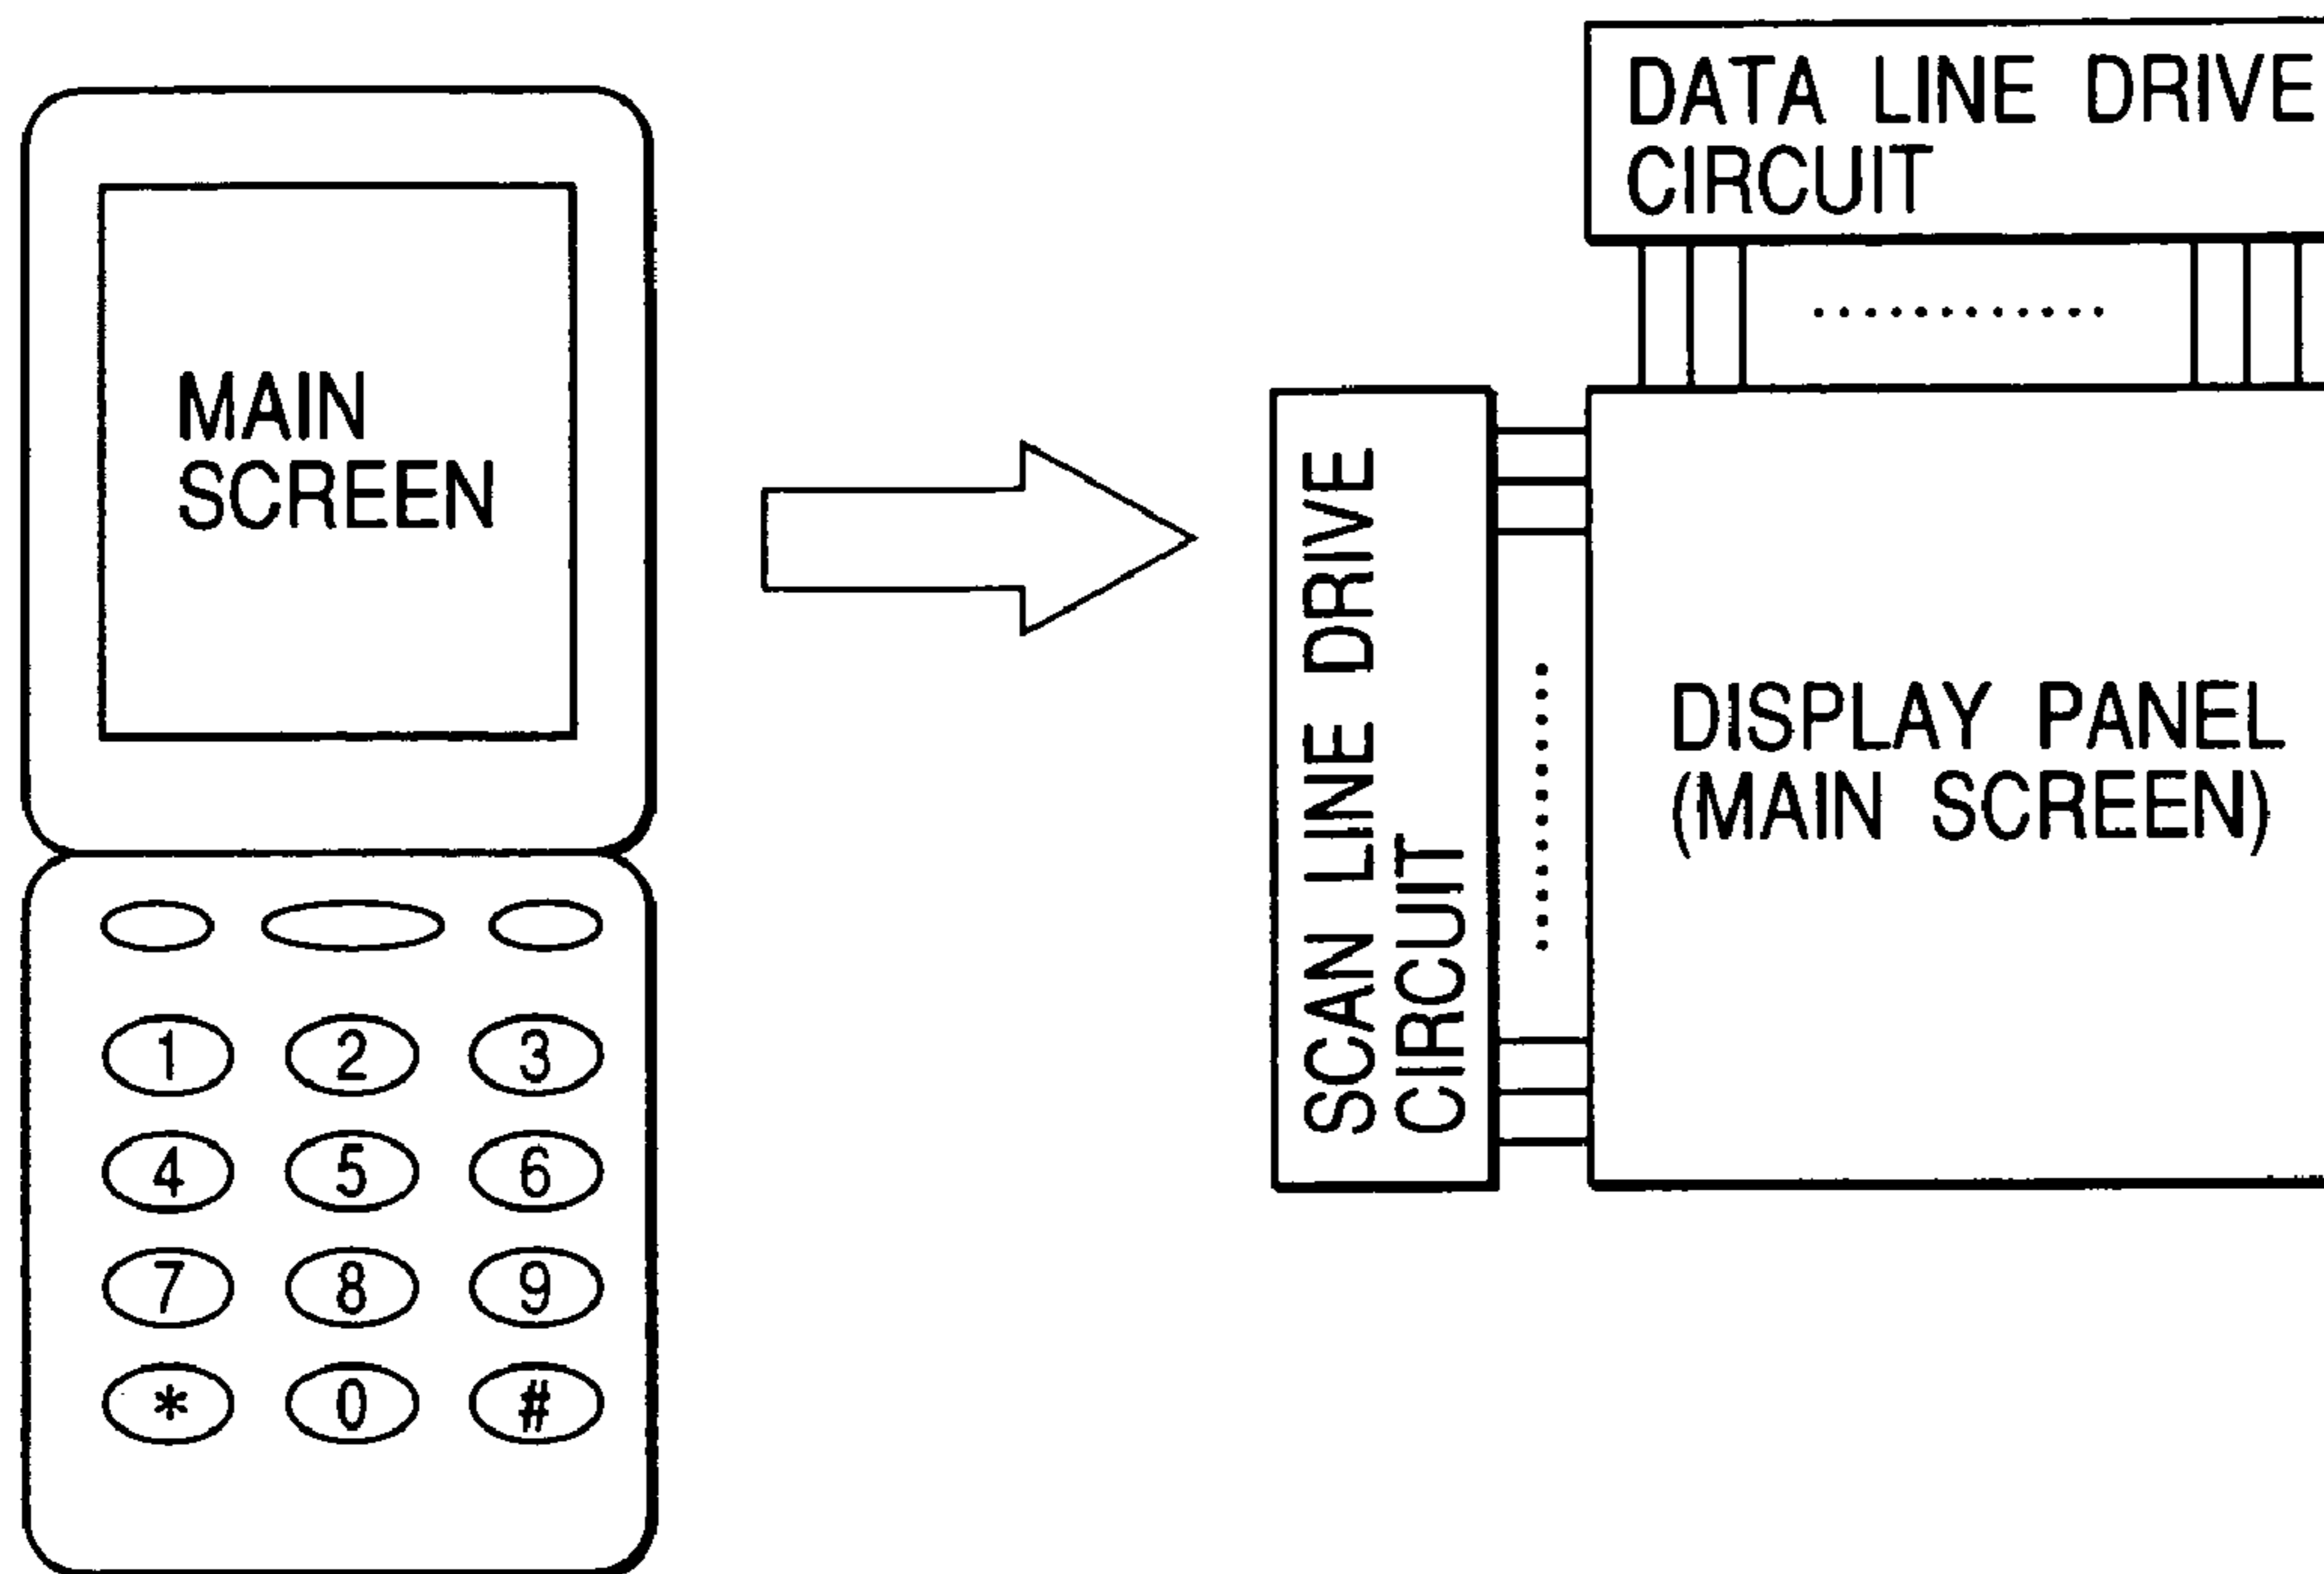 MAIN
SCREEN
1 2 3
4 5 6
7 8 9
* 0 #
DATA LINE DRIVE
CIRCUIT
SCAN LINE DRIVE
CIRCUIT
DISPLAY PANEL
(MAIN SCREEN)